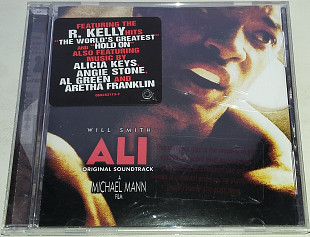 FEATURING THE
R. KELLY HITS
"THE WORLD'S GREATEST"
AND "HOLD ON"
ALSO FEATURING
MUSIC BY
ALICIA KEYS,
ANGIE STONE,
AL GREEN AND
ARETHA FRANKLIN
WILL SMITH
ALI
ORIGINAL SOUNDTRACK
A
MICHAEL MANN
FILM